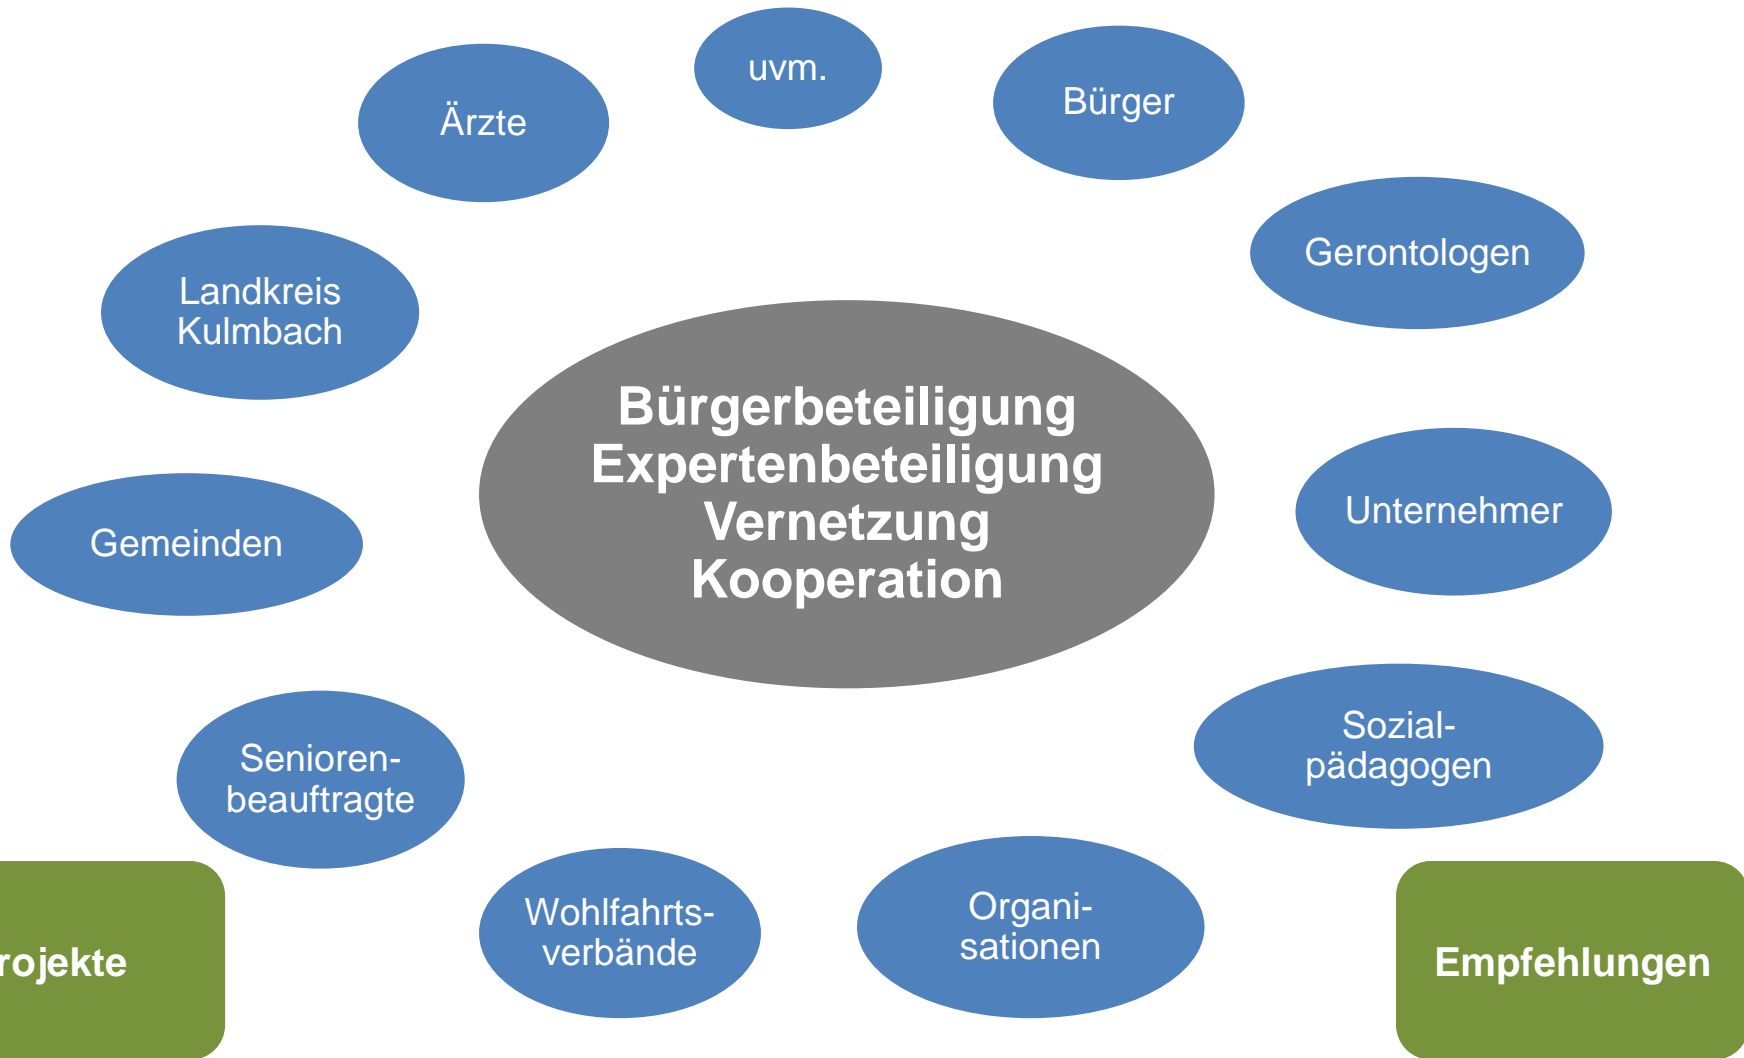 uvm.
Ärzte
Bürger
Gerontologen
Landkreis
Kulmbach
Bürgerbeteiligung
Expertenbeteiligung
Vernetzung
Kooperation
Unternehmer
Gemeinden
Sozial-
pädagogen
Senioren-
beauftragte
Wohlfahrts-
verbände
Organi-
sationen
rojekte
Empfehlungen